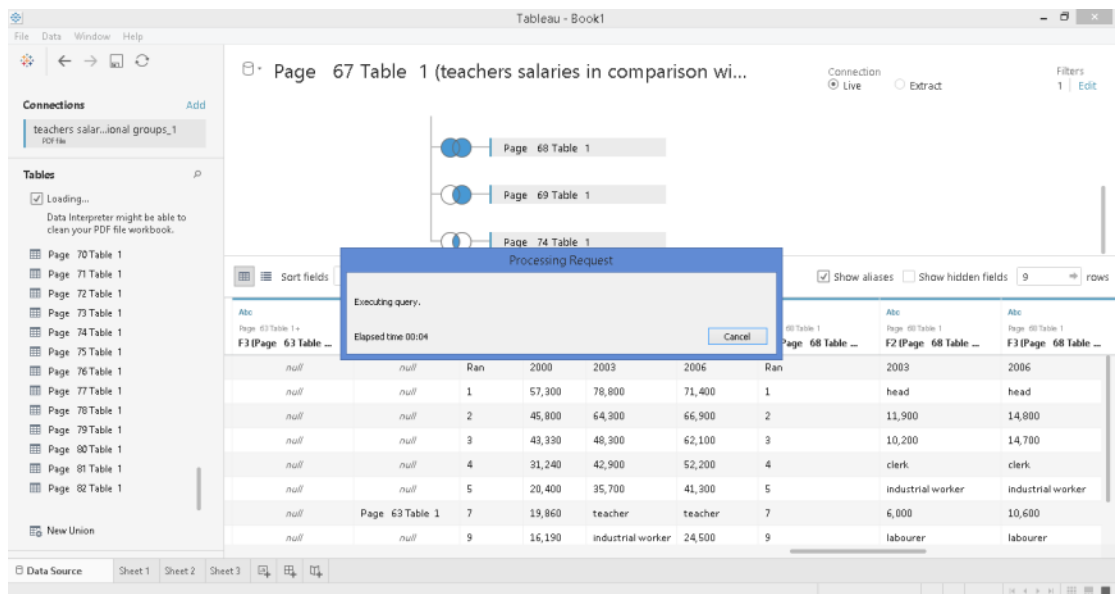 Tableau - Book1
File Data Window Help
Page 67 Table 1 (teachers salaries in comparison wi...
Connection
Live Extract
Filters
1 Edit
Connections Add
teachers salar...ional groups_1
PDF file
Tables
Loading...
Data Interpreter might be able to
clean your PDF file workbook.
Page 70 Table 1
Page 71 Table 1
Page 72 Table 1
Page 73 Table 1
Page 74 Table 1
Page 75 Table 1
Page 76 Table 1
Page 77 Table 1
Page 78 Table 1
Page 79 Table 1
Page 80 Table 1
Page 81 Table 1
Page 82 Table 1
New Union
Page 68 Table 1
Page 69 Table 1
Page 74 Table 1
Sort fields
Show aliases Show hidden fields 9 rows
Processing Request
Executing query.
Elapsed time 00:04 Cancel
Abc Abc Abc
Page 63 Table 1+ 68 Table 1 Page 68 Table 1 Page 68 Table 1
F3 (Page 63 Table ... Page 68 Table ... F2 (Page 68 Table ... F3 (Page 68 Table ...
null null Ran 2000 2003 2006 Ran 2003 2006
null null 1 57,300 78,800 71,400 1 head head
null null 2 45,800 64,300 66,900 2 11,900 14,800
null null 3 43,330 48,300 62,100 3 10,200 14,700
null null 4 31,240 42,900 52,200 4 clerk clerk
null null 5 20,400 35,700 41,300 5 industrial worker industrial worker
null Page 63 Table 1 7 19,860 teacher teacher 7 6,000 10,600
null null 9 16,190 industrial worker 24,500 9 labourer labourer
Data Source Sheet 1 Sheet 2 Sheet 3